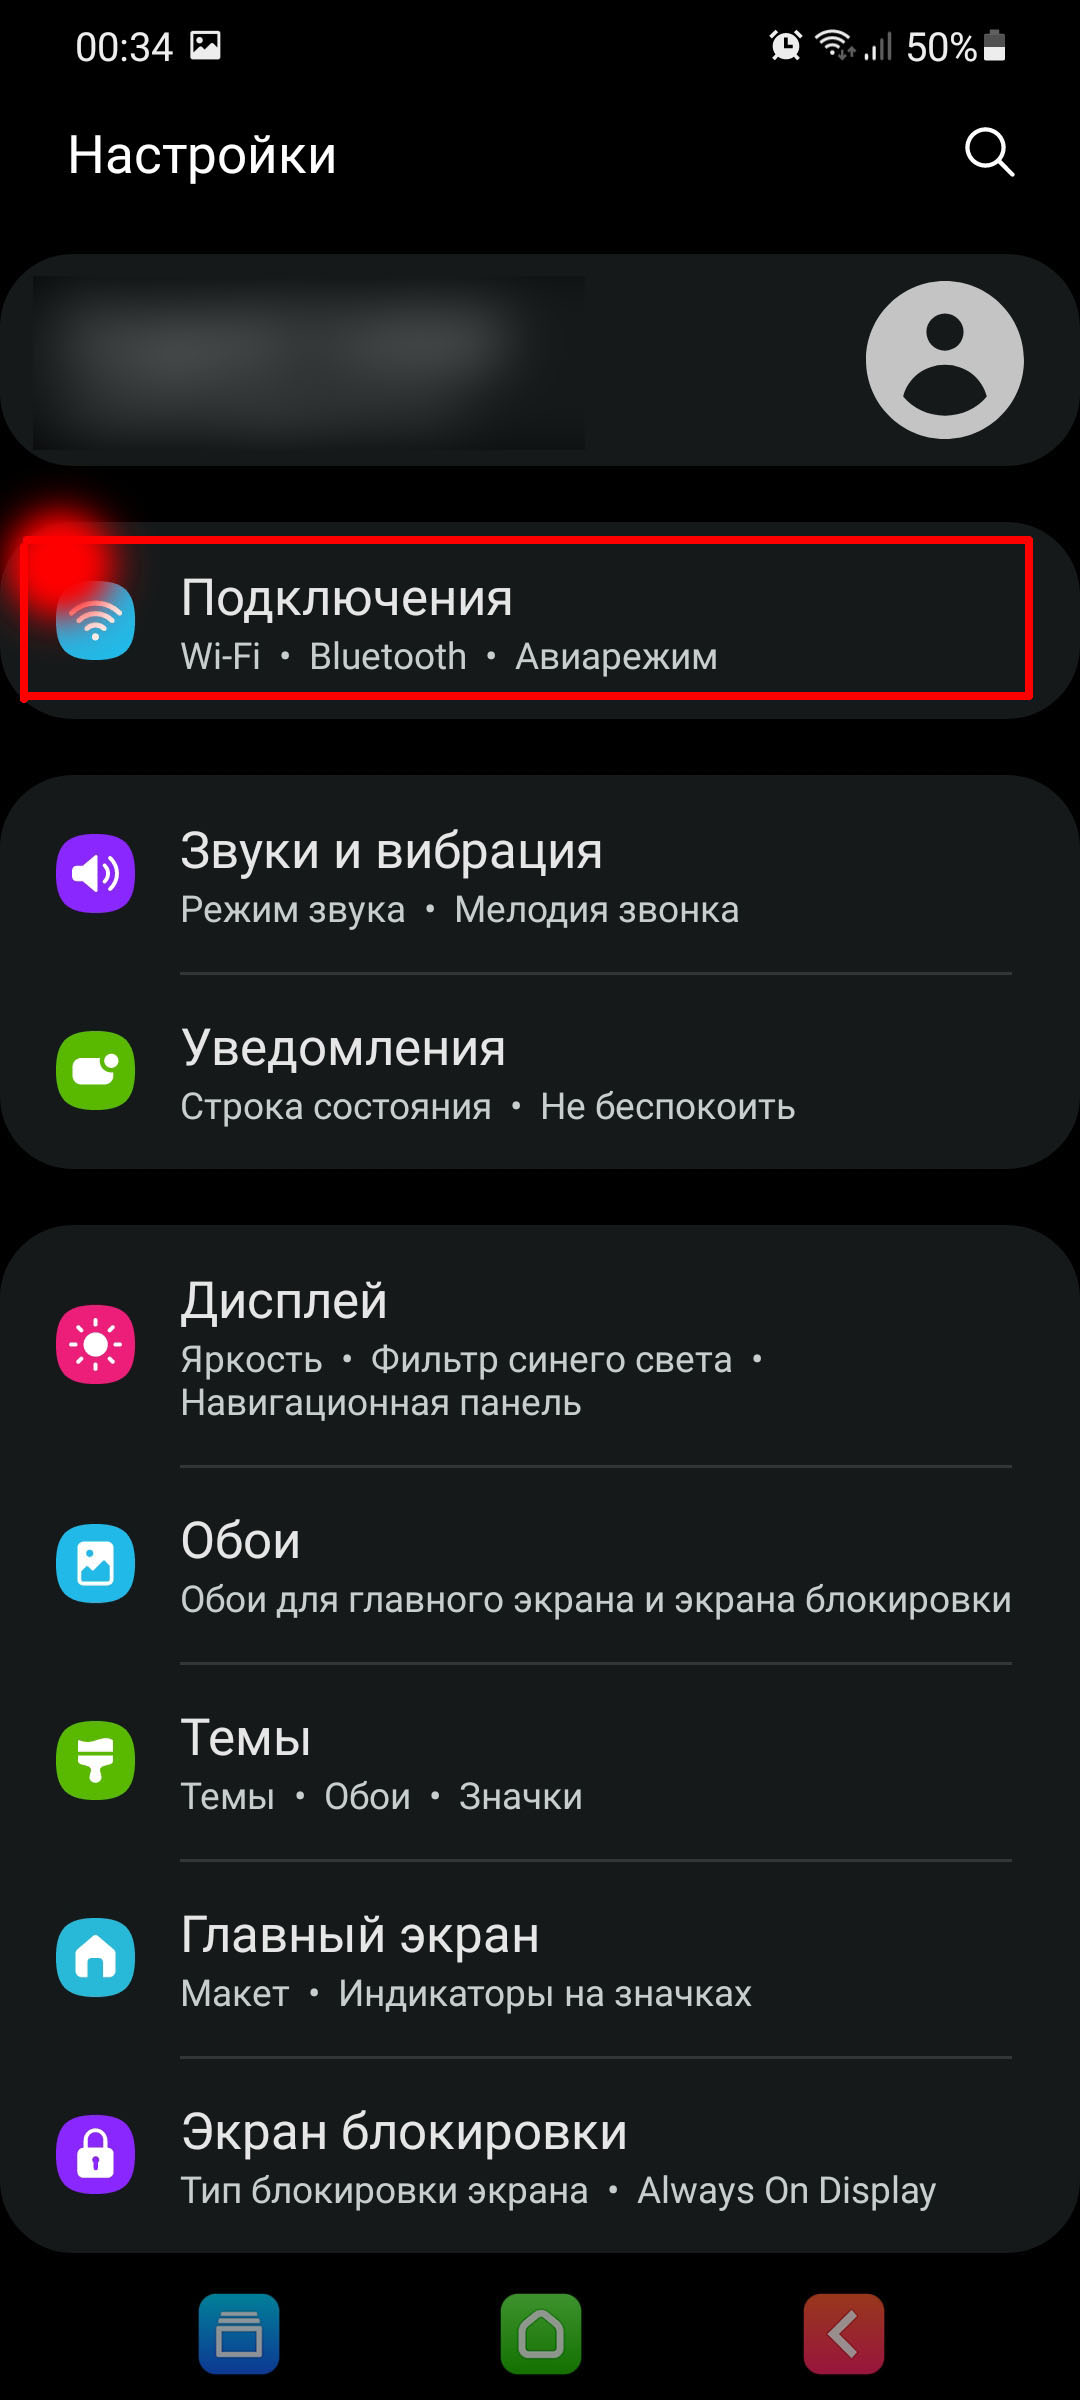 00:34 50%
Настройки
Подключения
Wi-Fi • Bluetooth • Авиарежим
Звуки и вибрация
Режим звука • Мелодия звонка
Уведомления
Строка состояния • Не беспокоить
Дисплей
Яркость • Фильтр синего света •
Навигационная панель
Обои
Обои для главного экрана и экрана блокировки
Темы
Темы • Обои • Значки
Главный экран
Макет • Индикаторы на значках
Экран блокировки
Тип блокировки экрана • Always On Display